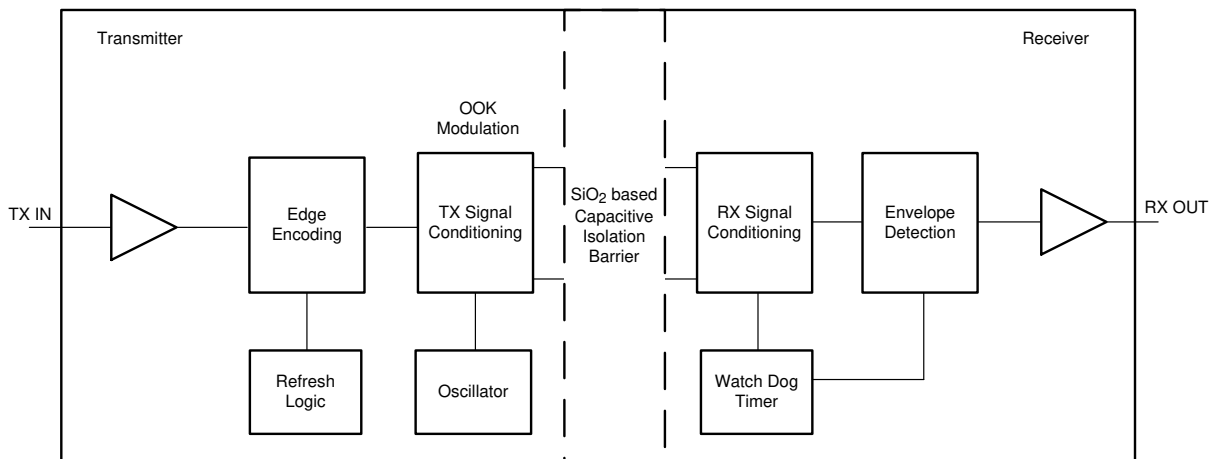 Transmitter
Receiver
OOK
Modulation
TX IN
Edge
Encoding
TX Signal
Conditioning
SiO₂ based
Capacitive
Isolation
Barrier
RX Signal
Conditioning
Envelope
Detection
RX OUT
Refresh
Logic
Oscillator
Watch Dog
Timer